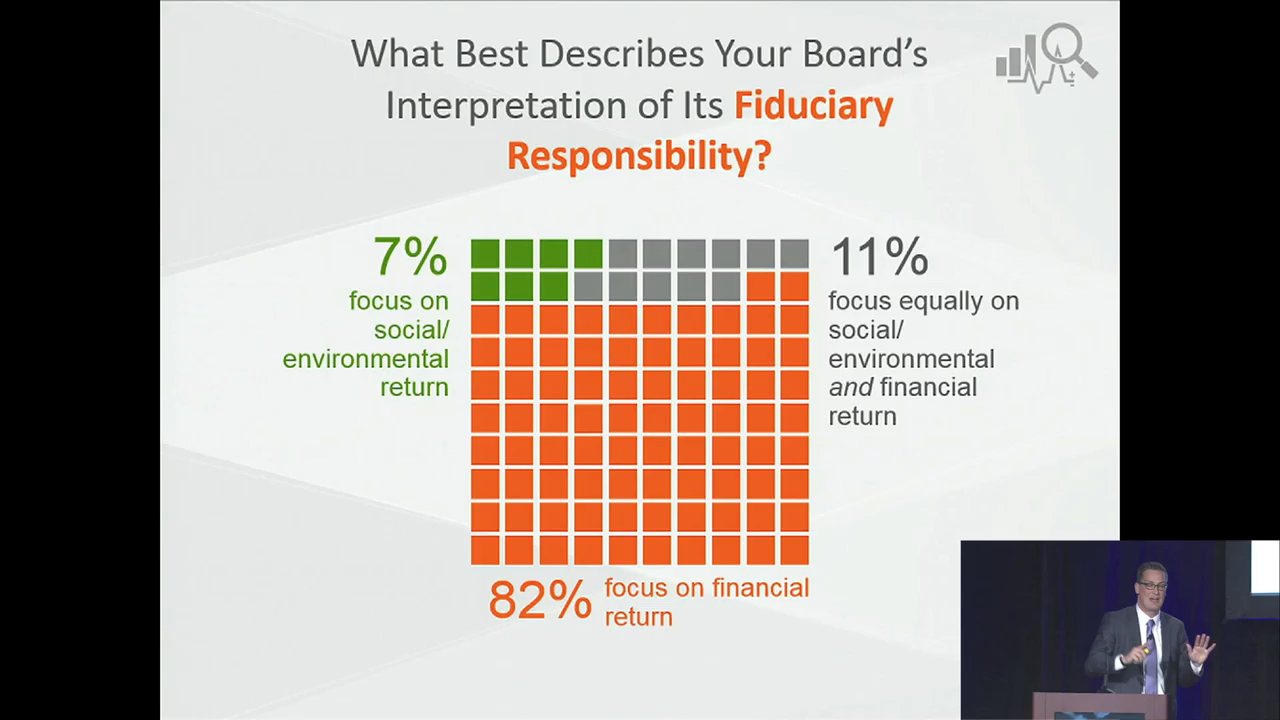 What Best Describes Your Board's
Interpretation of Its Fiduciary
Responsibility?
7%
focus on
social/
environmental
return
11%
focus equally on
social/
environmental
and financial
return
82%
focus on financial
return